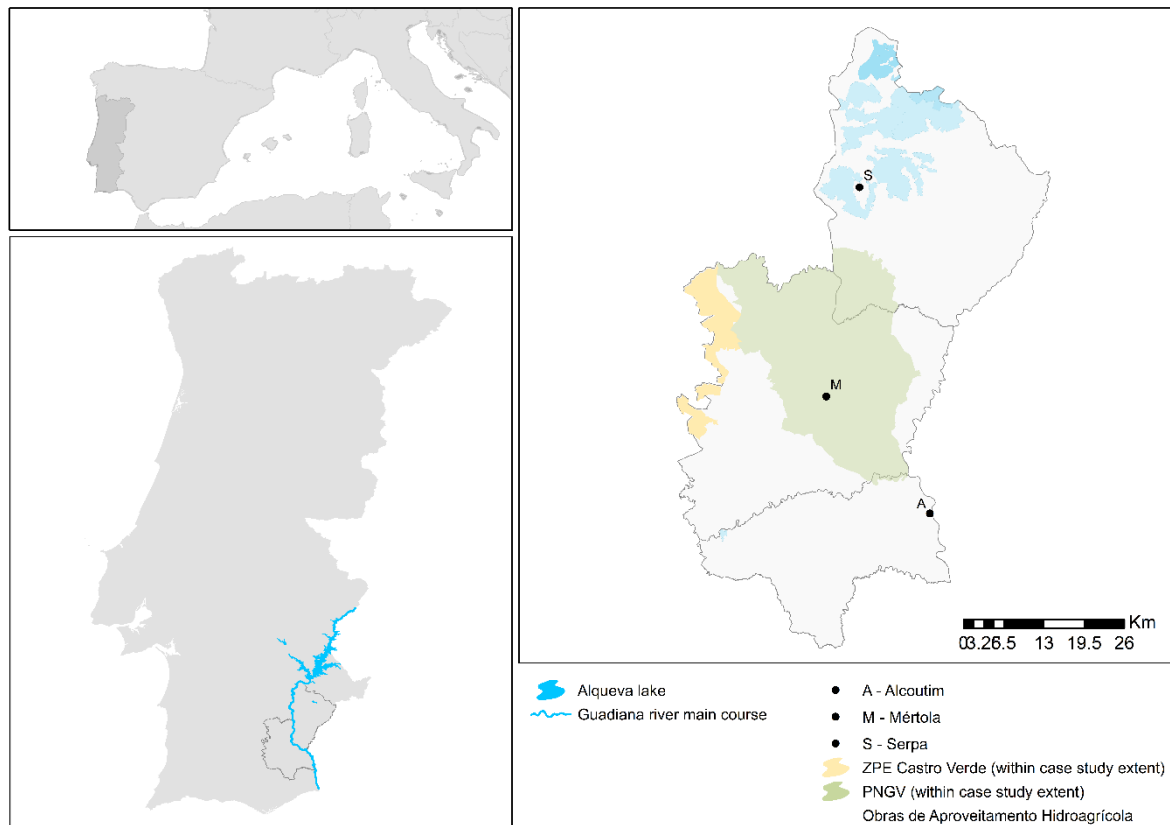 S
M
A
Km
03.26.5 13 19.5 26
Alqueva lake
Guadiana river main course
A - Alcoutim
M - Mértola
S - Serpa
ZPE Castro Verde (within case study extent)
PNGV (within case study extent)
Obras de Aproveitamento Hidroagrícola